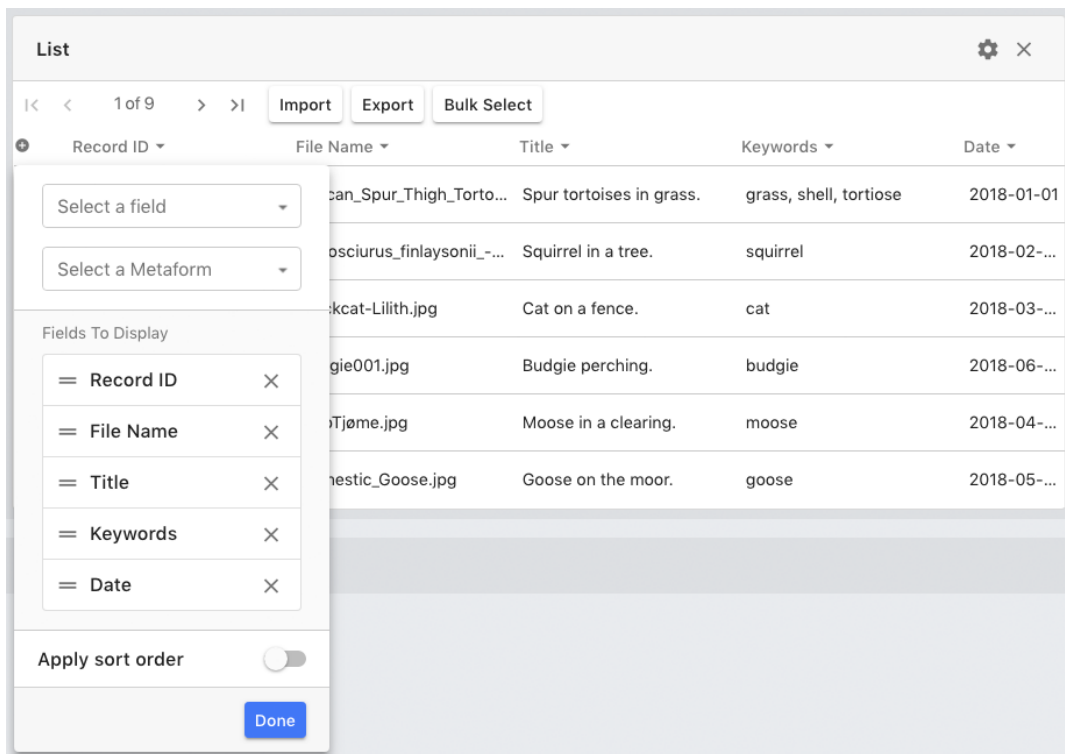 List
1 of 9 Import Export Bulk Select
Record ID File Name Title Keywords Date
Select a field
Select a Metaform
Fields To Display
Record ID
File Name
Title
Keywords
Date
Apply sort order
Done
can_Spur_Thigh_Torto... Spur tortoises in grass. grass, shell, tortiose 2018-01-01
osciurus_finlaysonii_-... Squirrel in a tree. squirrel 2018-02-...
kcat-Lilith.jpg Cat on a fence. cat 2018-03-...
gie001.jpg Budgie perching. budgie 2018-06-...
Tjøme.jpg Moose in a clearing. moose 2018-04-...
nestic_Goose.jpg Goose on the moor. goose 2018-05-...